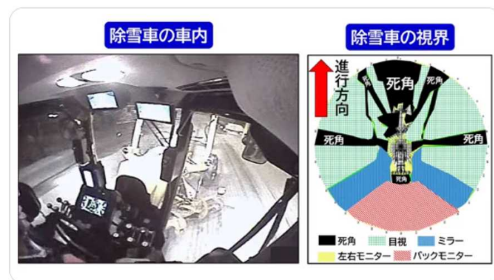 除雪車の車内
除雪車の視界
進行方向
死角
死角
死角
死角
死角
死角
死角 目視 ミラー
左右モニター バックモニター